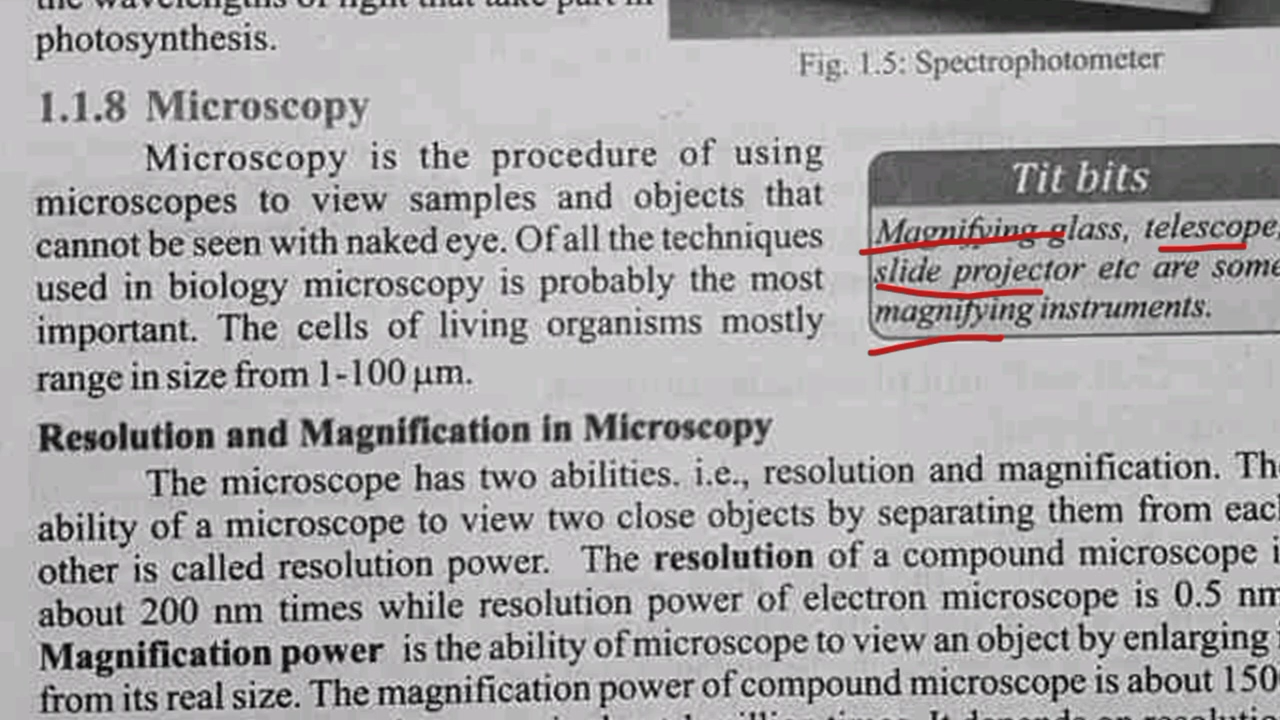 photosynthesis.
Fig. 1.5: Spectrophotometer
1.1.8 Microscopy
Microscopy is the procedure of using
microscopes to view samples and objects that
cannot be seen with naked eye. Of all the techniques
used in biology microscopy is probably the most
important. The cells of living organisms mostly
range in size from 1-100 μm.
Tit bits
Magnifying glass, telescope,
slide projector etc are some
magnifying instruments.
Resolution and Magnification in Microscopy
The microscope has two abilities. i.e., resolution and magnification. Th
ability of a microscope to view two close objects by separating them from eac
other is called resolution power. The resolution of a compound microscope i
about 200 nm times while resolution power of electron microscope is 0.5 nm
Magnification power is the ability of microscope to view an object by enlarging
from its real size. The magnification power of compound microscope is about 150